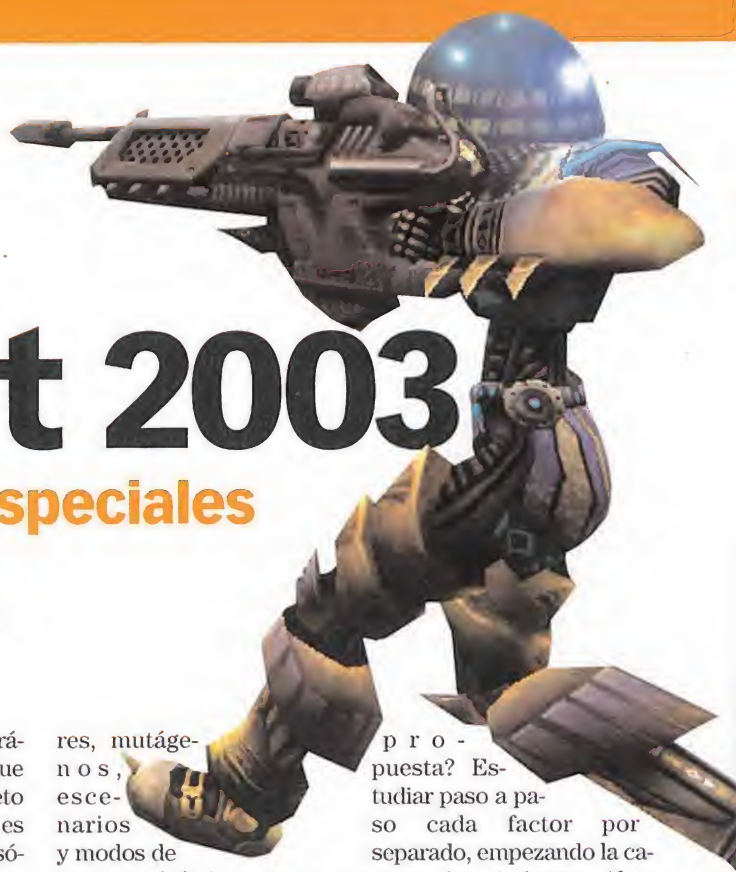 t 2003
speciales
rá-
ue
eto
es
só-
res, mutáge-
nos,
esce-
narios
y modos de
p r o -
puesta? Es-
tudiar paso a pa-
so cada factor por
separado, empezando la ca-